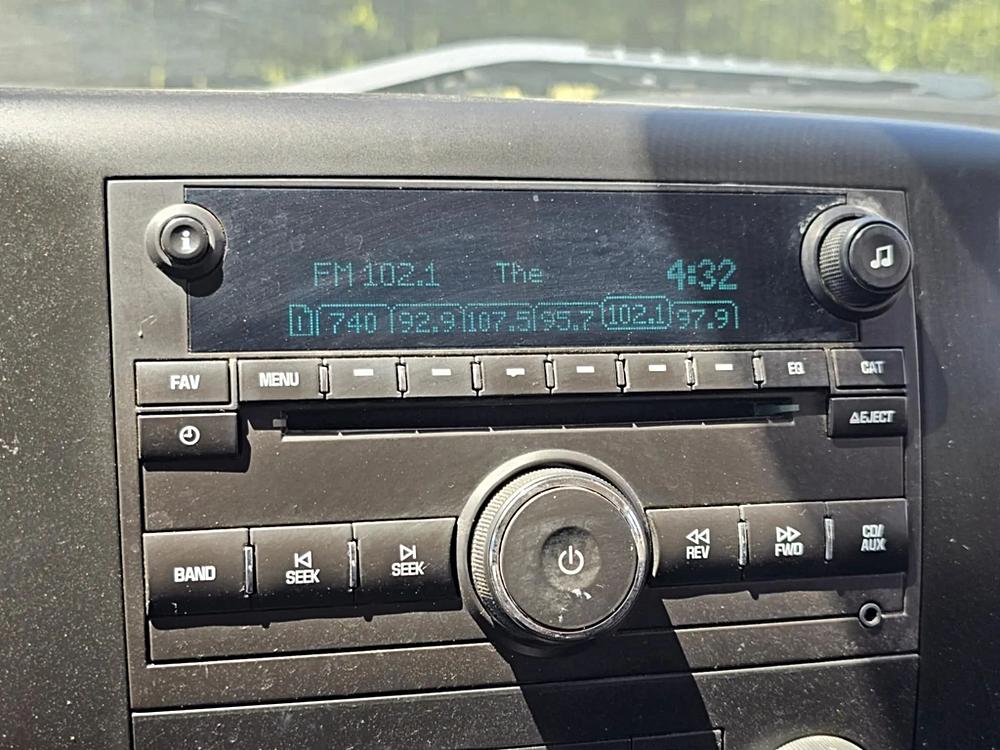 i
FM 102.1 The 4:32
1 740 92.9 107.5 95.7 102.1 97.9
FAV MENU EQ CAT
EJECT
BAND SEEK SEEK REV FWD CD/AUX